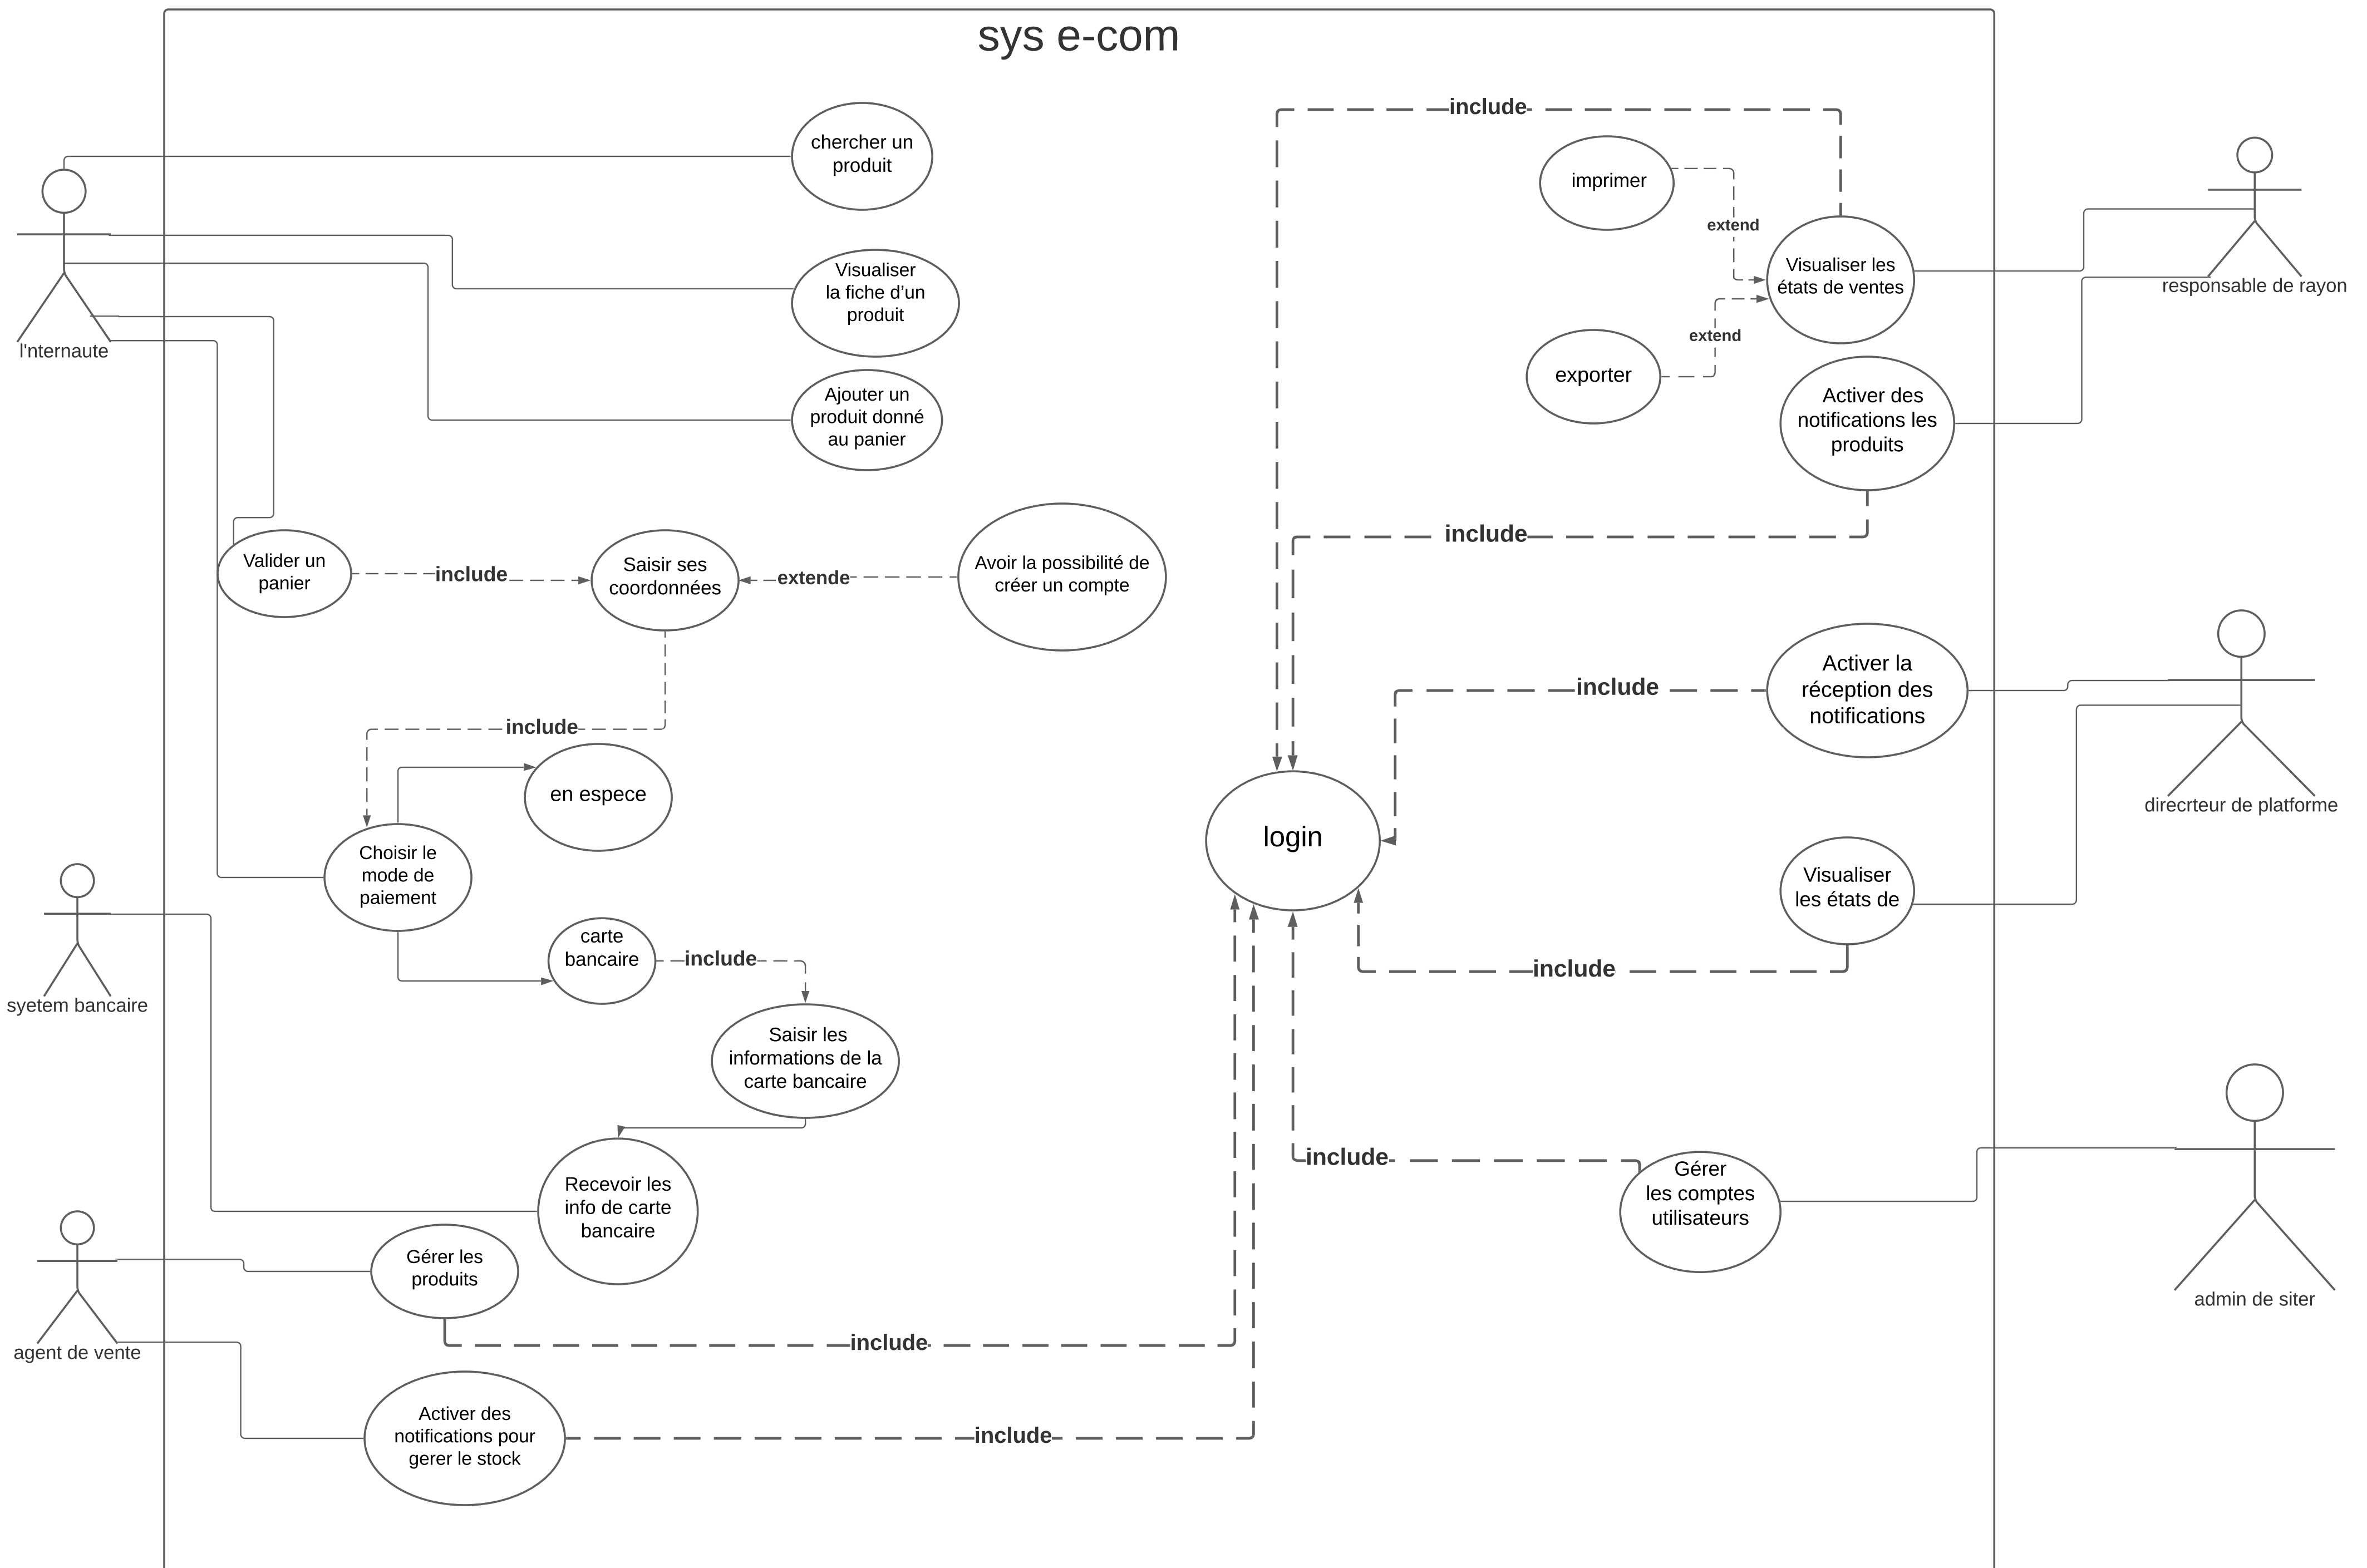 sys e-com
include
chercher un
produit
imprimer
extend
Visualiser
la fiche d’un
produit
Visualiser les
états de ventes
responsable de rayon
l'nternaute
extend
exporter
Ajouter un
produit donné
au panier
Activer des
notifications les
produits
include
Valider un
panier
include
Saisir ses
coordonnées
extende
Avoir la possibilité de
créer un compte
include
Activer la
réception des
notifications
include
en espece
direcrteur de platforme
login
Choisir le
mode de
paiement
Visualiser
les états de
carte
bancaire
include
include
syetem bancaire
Saisir les
informations de la
carte bancaire
include
Recevoir les
info de carte
bancaire
Gérer
les comptes
utilisateurs
Gérer les
produits
admin de siter
include
agent de vente
Activer des
notifications pour
gerer le stock
include